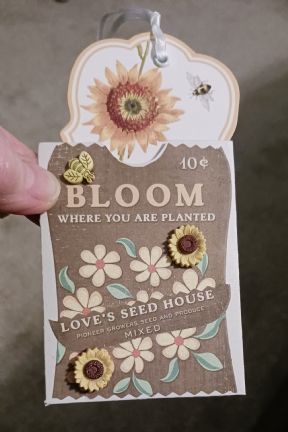 10¢
BLOOM
WHERE YOU ARE PLANTED
LOVE'S SEED HOUSE
PIONEER GROWERS, SEED AND PRODUCE
MIXED